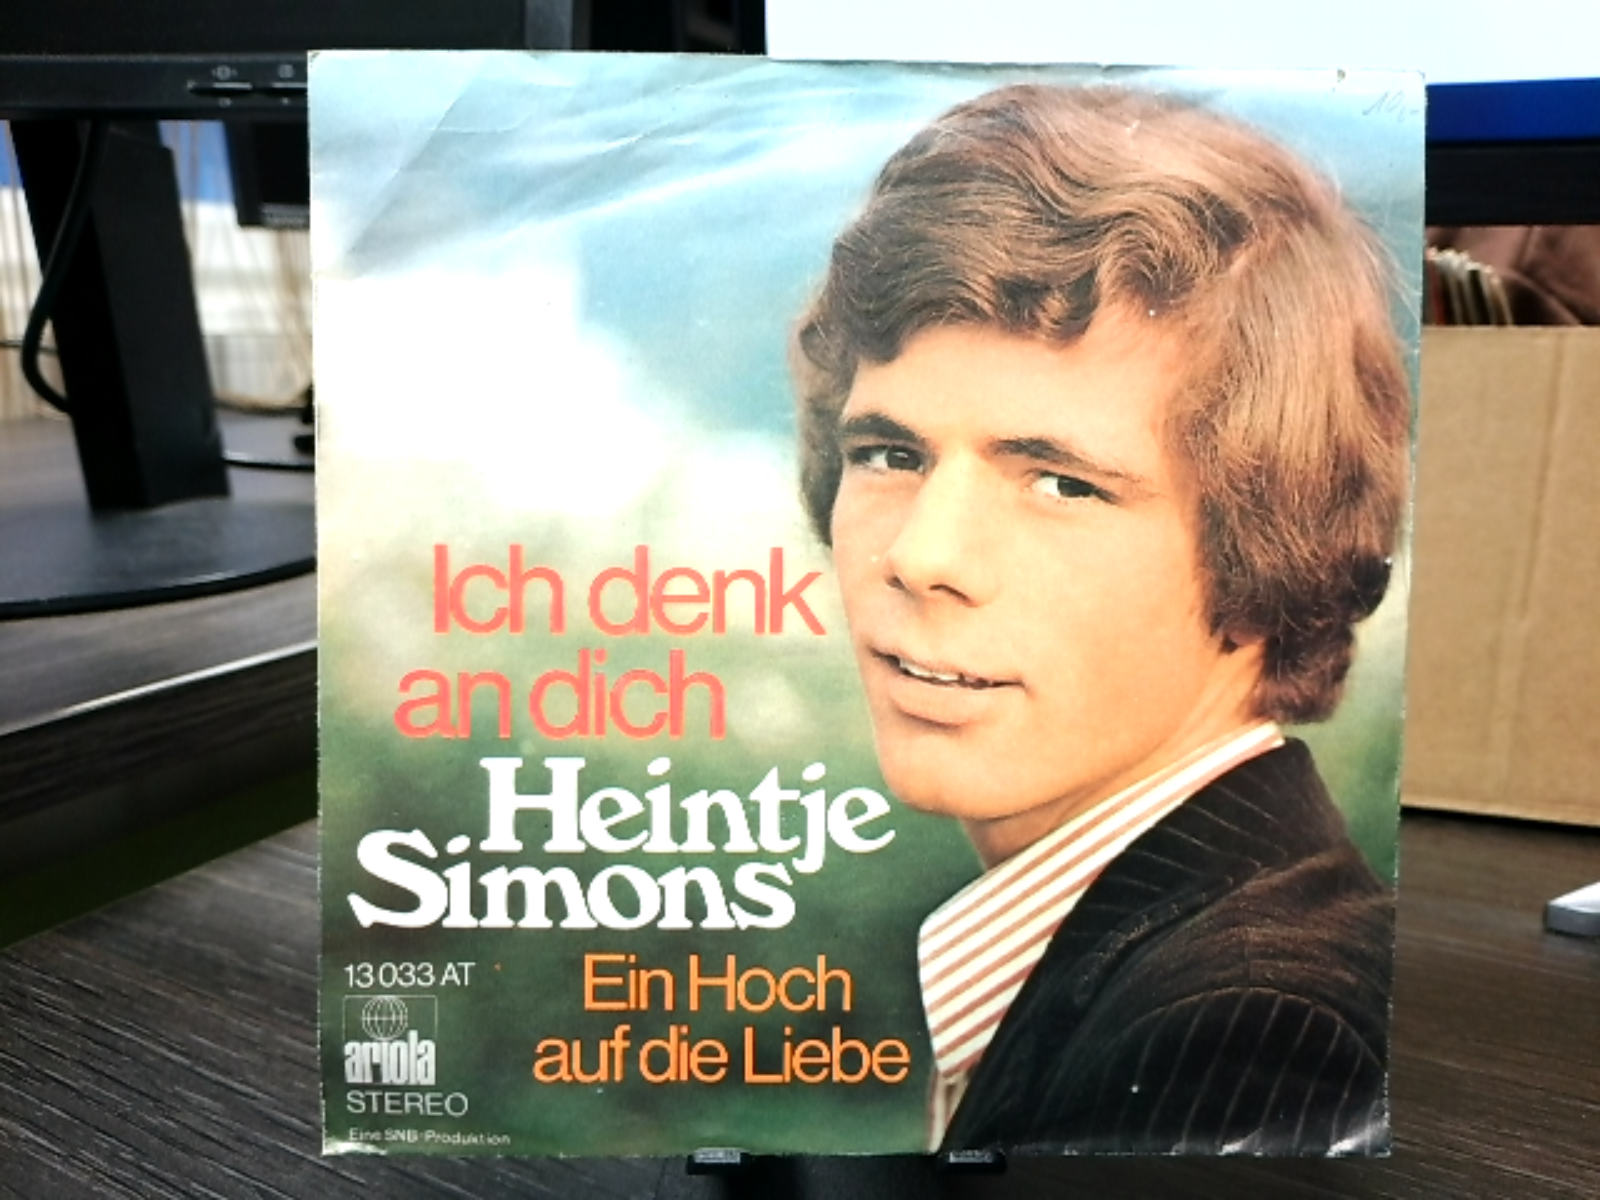 Ich denk
an dich
Heintje
Simons
13 033 AT
ariola
STEREO
Ein Hoch
auf die Liebe
Eine SNB-Produktion